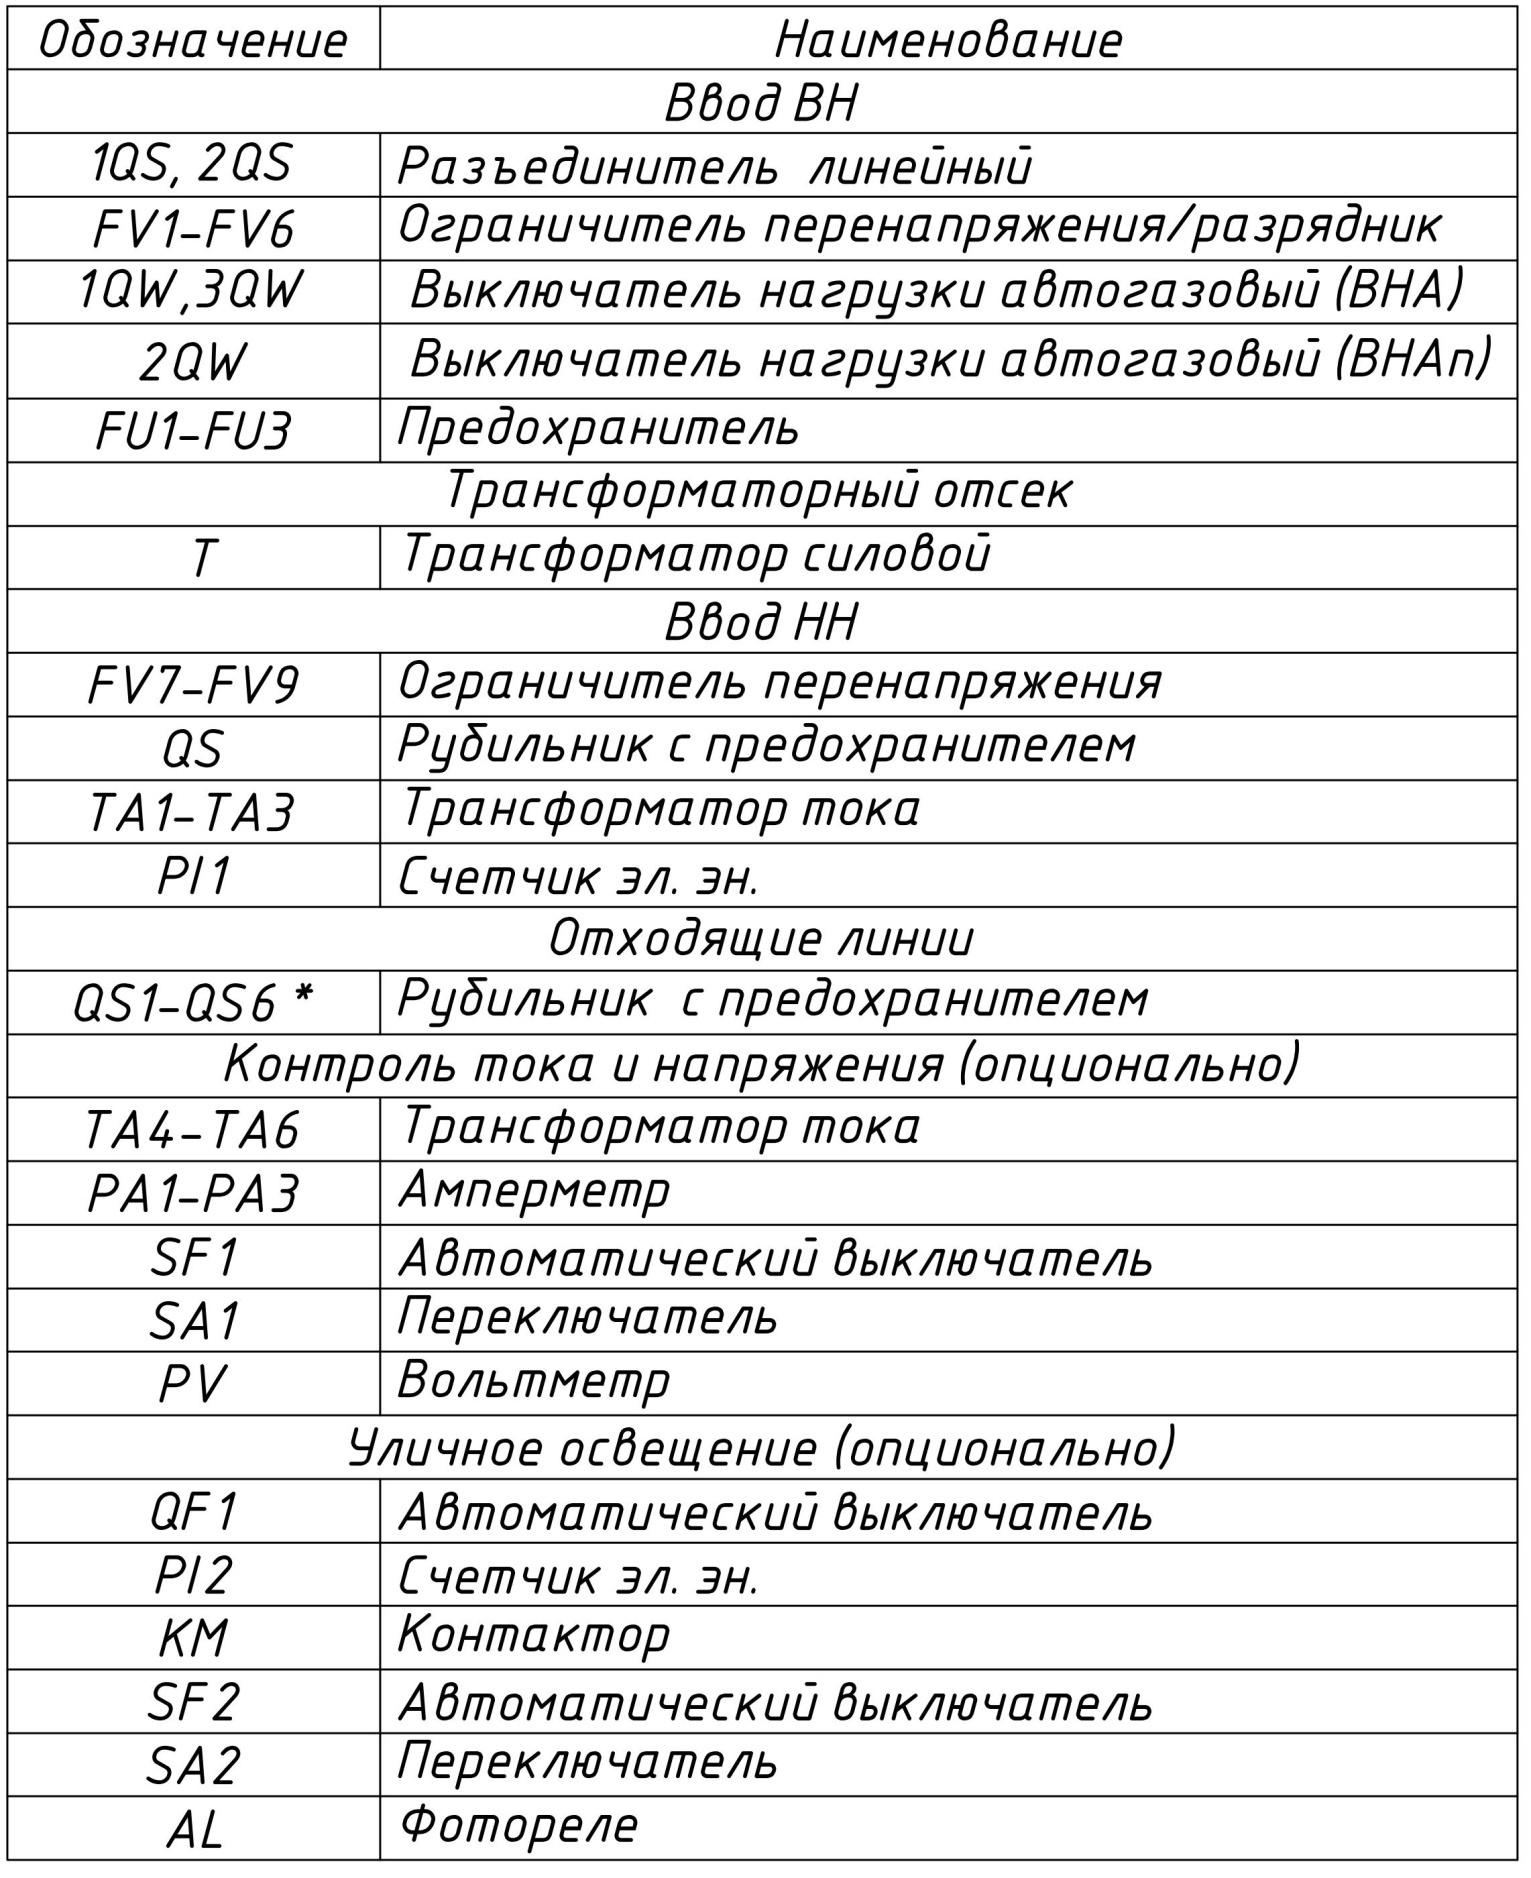 Обозначение Наименование
Ввод ВН
1QS, 2QS Разъединитель линейный
FV1-FV6 Ограничитель перенапряжения/разрядник
1QW,3QW Выключатель нагрузки автогазовый (ВНА)
2QW Выключатель нагрузки автогазовый (ВНАп)
FU1-FU3 Предохранитель
Трансформаторный отсек
Т Трансформатор силовой
Ввод НН
FV7-FV9 Ограничитель перенапряжения
QS Рубильник с предохранителем
TA1-TA3 Трансформатор тока
PI1 Счетчик эл. эн.
Отходящие линии
QS1-QS6 * Рубильник с предохранителем
Контроль тока и напряжения (опционально)
TA4-TA6 Трансформатор тока
PA1-PA3 Амперметр
SF1 Автоматический выключатель
SA1 Переключатель
PV Вольтметр
Уличное освещение (опционально)
QF1 Автоматический выключатель
PI2 Счетчик эл. эн.
KM Контактор
SF2 Автоматический выключатель
SA2 Переключатель
AL Фотореле